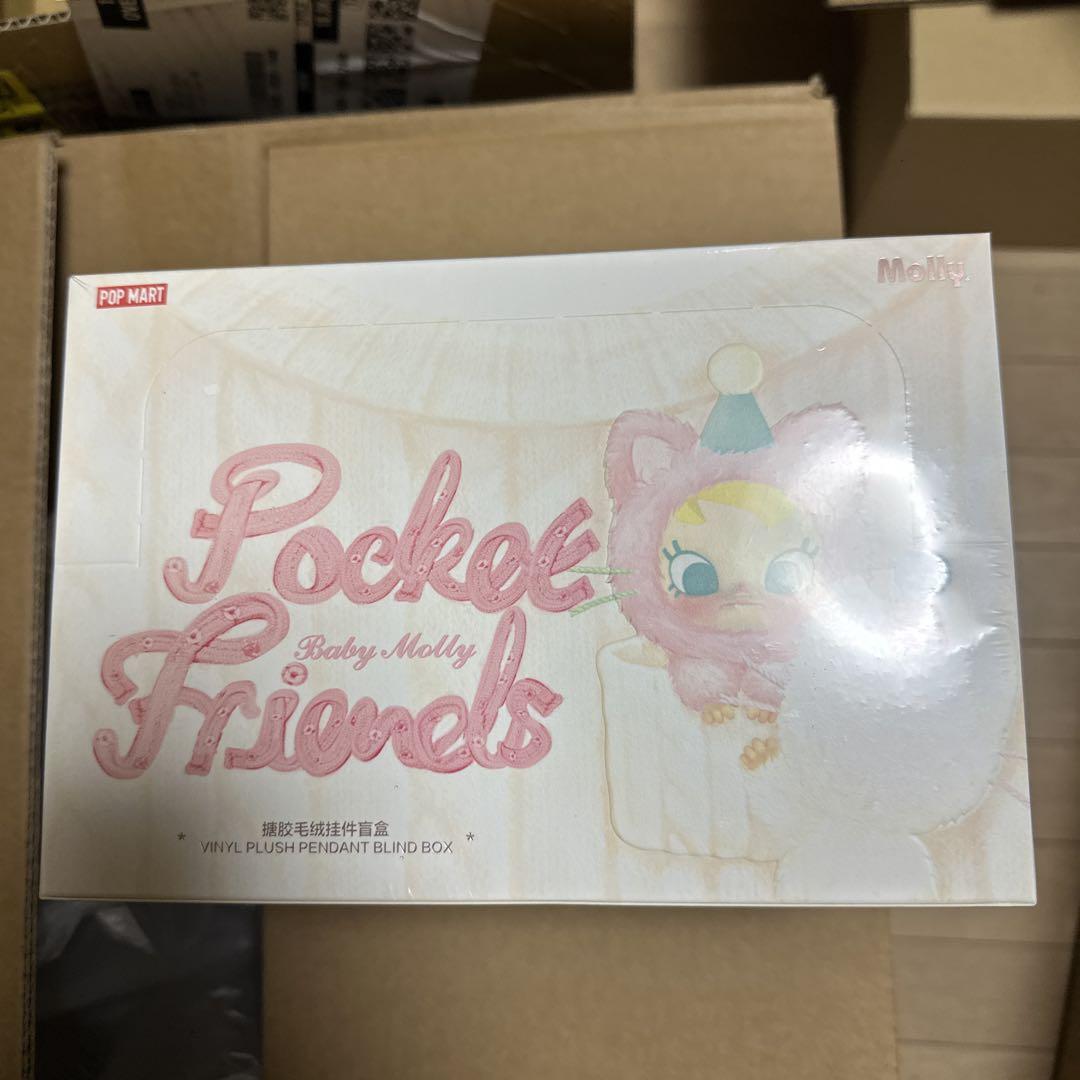 POP MART
Molly
Pocket
Baby Molly
Friends
搪胶毛绒挂件盲盒
* VINYL PLUSH PENDANT BLIND BOX *